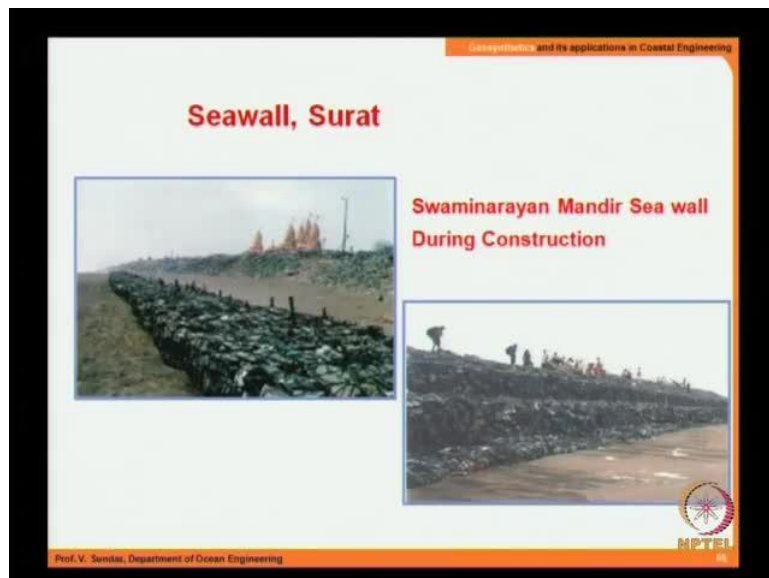 Geosynthetics and its applications in Coastal Engineering
Seawall, Surat
Swaminarayan Mandir Sea wall
During Construction
NPTEL
Prof. V. Sundar, Department of Ocean Engineering